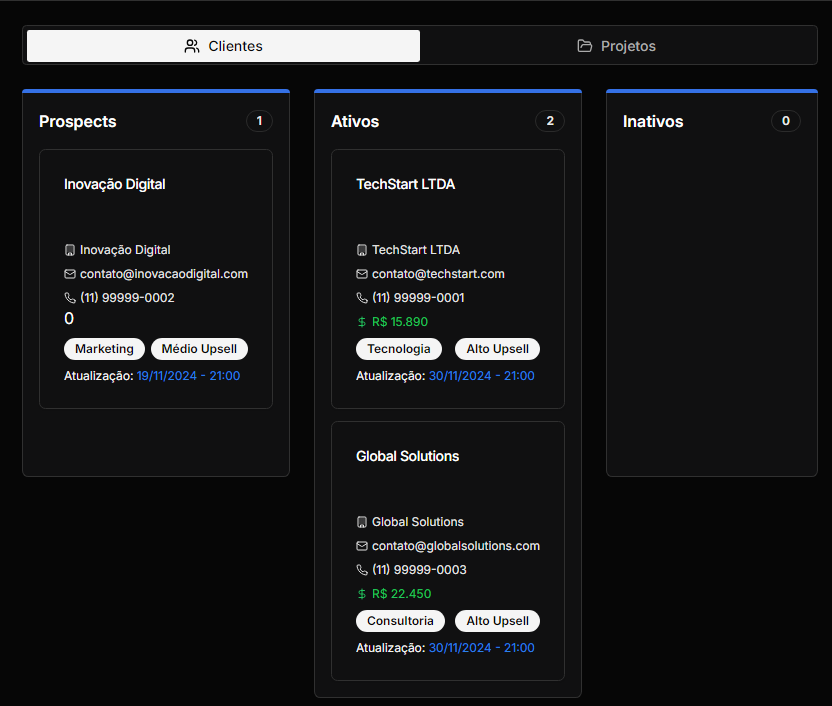 Clientes
Projetos
Prospects 1
Inovação Digital
Inovação Digital
contato@inovacaodigital.com
(11) 99999-0002
0
Marketing Médio Upsell
Atualização: 19/11/2024 - 21:00
Ativos 2
TechStart LTDA
TechStart LTDA
contato@techstart.com
(11) 99999-0001
$ R$ 15.890
Tecnologia Alto Upsell
Atualização: 30/11/2024 - 21:00
Global Solutions
Global Solutions
contato@globalsolutions.com
(11) 99999-0003
$ R$ 22.450
Consultoria Alto Upsell
Atualização: 30/11/2024 - 21:00
Inativos 0